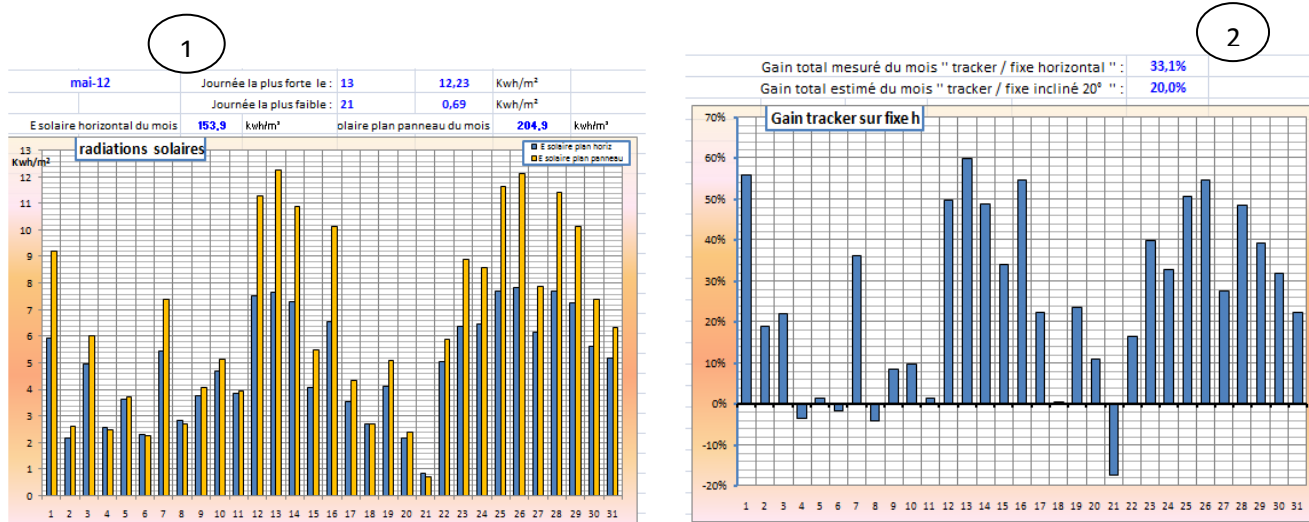 1
mai-12 Journée la plus forte le : 13 12,23 Kwh/m²
Journée la plus faible : 21 0,69 Kwh/m²
E solaire horizontal du mois 153,9 kwh/m² olaire plan panneau du mois 204,9 kwh/m²
radiations solaires
E solaire plan horiz
E solaire plan panneau
Kwh/m²
13
12
11
10
9
8
7
6
5
4
3
2
1
0
1 2 3 4 5 6 7 8 9 10 11 12 13 14 15 16 17 18 19 20 21 22 23 24 25 26 27 28 29 30 31
2
Gain total mesuré du mois " tracker / fixe horizontal " : 33,1%
Gain total estimé du mois " tracker / fixe incliné 20° " : 20,0%
Gain tracker sur fixe h
70%
60%
50%
40%
30%
20%
10%
0%
-10%
-20%
1 2 3 4 5 6 7 8 9 10 11 12 13 14 15 16 17 18 19 20 21 22 23 24 25 26 27 28 29 30 31